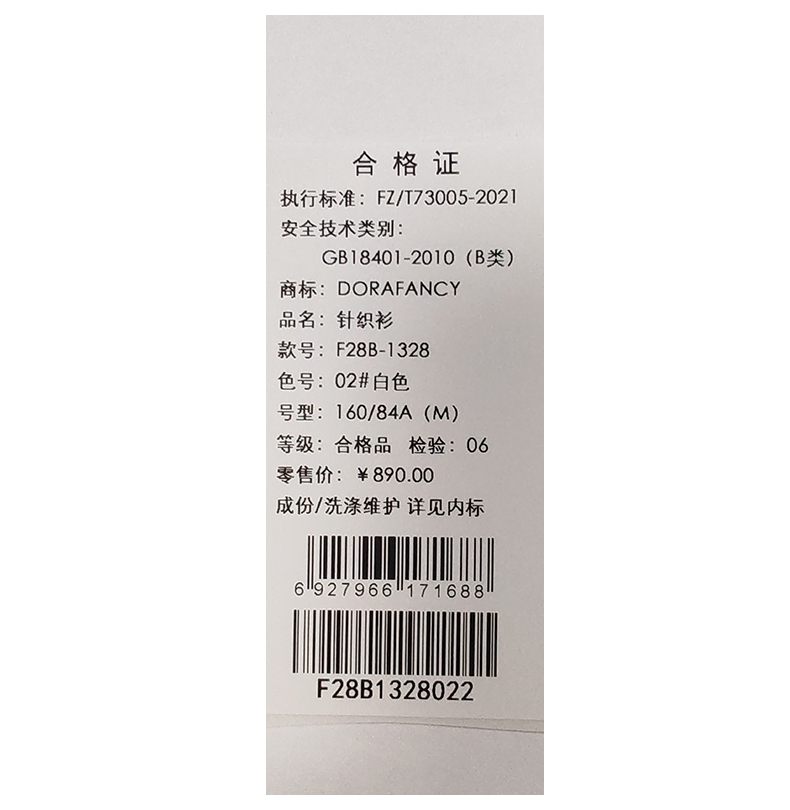 合格证
执行标准：FZ/T73005-2021
安全技术类别：
GB18401-2010（B类）
商标：DORAFANCY
品名：针织衫
款号：F28B-1328
色号：02#白色
号型：160/84A（M）
等级：合格品 检验：06
零售价：￥890.00
成份/洗涤维护 详见内标
6 927966 171688
F28B1328022